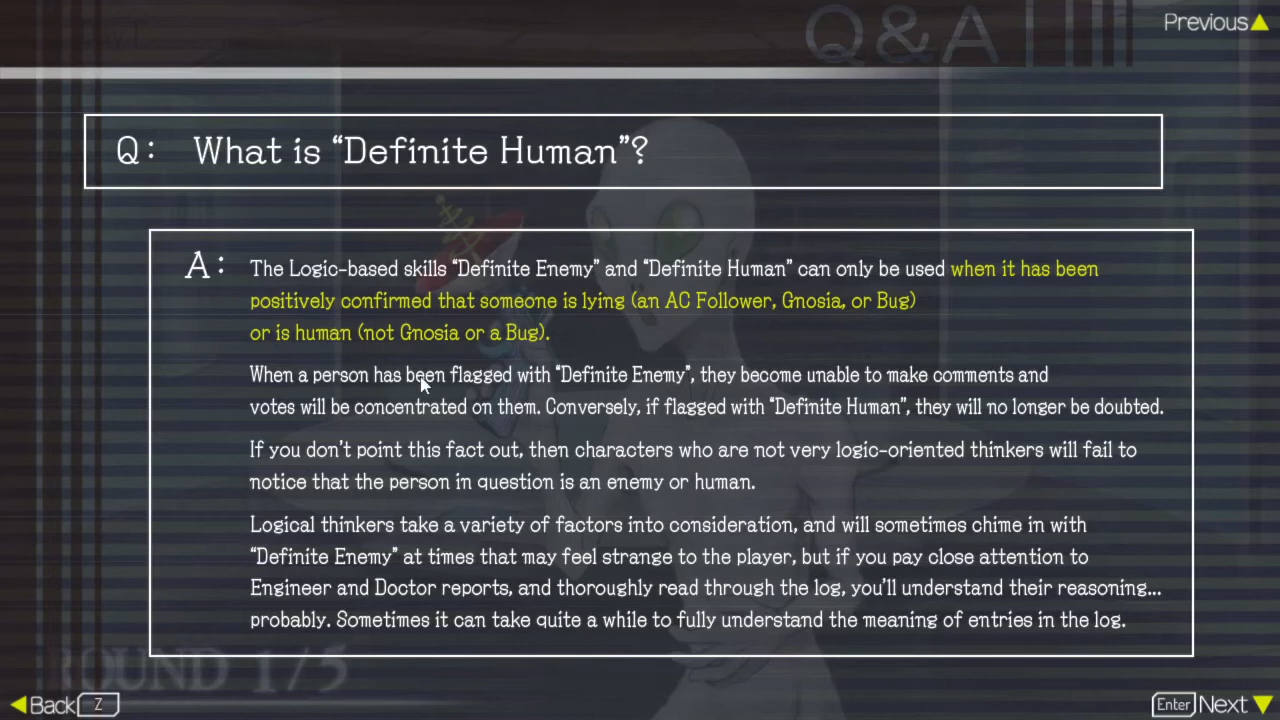 Q&A
Previous
Q: What is “Definite Human”?
A: The Logic-based skills “Definite Enemy” and “Definite Human” can only be used when it has been
positively confirmed that someone is lying (an AC Follower, Gnosia, or Bug)
or is human (not Gnosia or a Bug).
When a person has been flagged with “Definite Enemy”, they become unable to make comments and
votes will be concentrated on them. Conversely, if flagged with “Definite Human”, they will no longer be doubted.
If you don’t point this fact out, then characters who are not very logic-oriented thinkers will fail to
notice that the person in question is an enemy or human.
Logical thinkers take a variety of factors into consideration, and will sometimes chime in with
“Definite Enemy” at times that may feel strange to the player, but if you pay close attention to
Engineer and Doctor reports, and thoroughly read through the log, you’ll understand their reasoning...
probably. Sometimes it can take quite a while to fully understand the meaning of entries in the log.
ROUND 1/5
Back Z
Enter Next